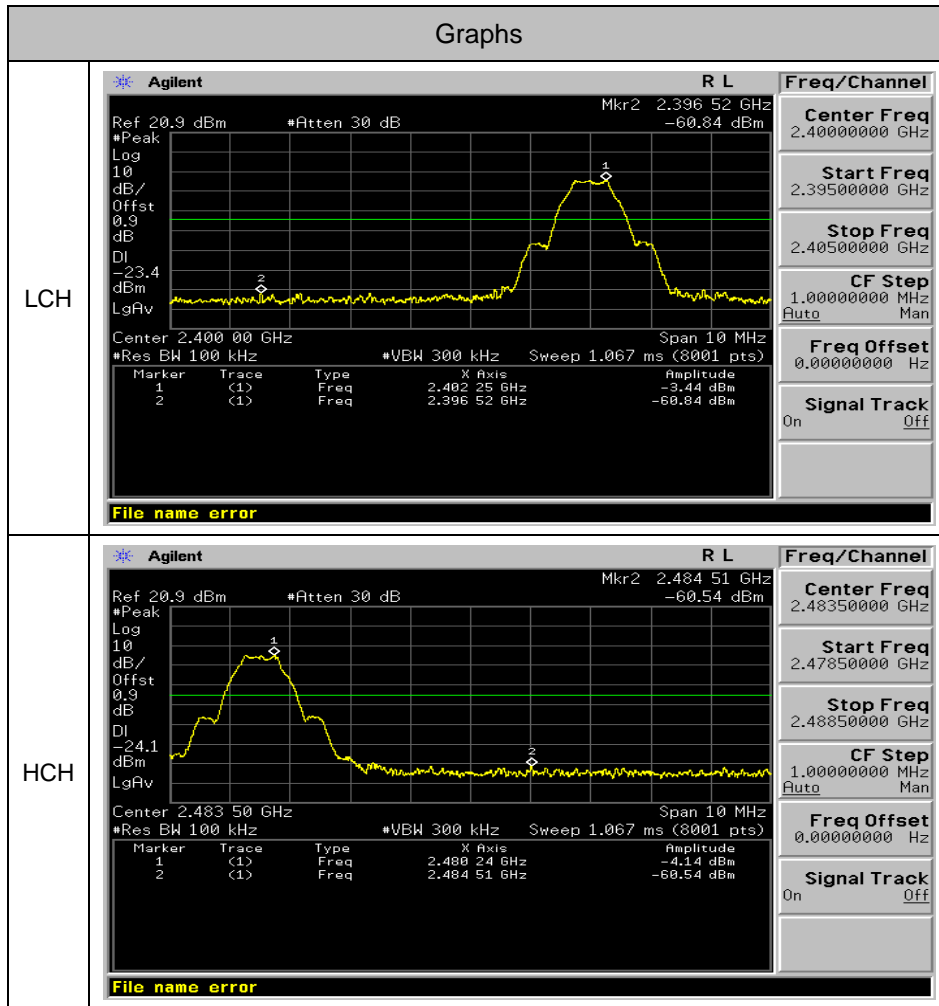 Graphs
LCH
Agilent R L Freq/Channel
Mkr2 2.396 52 GHz
Ref 20.9 dBm #Atten 30 dB -60.84 dBm
#Peak
Log
10
dB/
Offst
0.9
dB
DI
-23.4
dBm
LgAv
1
2
Center 2.400 00 GHz Span 10 MHz
#Res BW 100 kHz #VBW 300 kHz Sweep 1.067 ms (8001 pts)
Marker Trace Type X Axis Amplitude
1 (1) Freq 2.402 25 GHz -3.44 dBm
2 (1) Freq 2.396 52 GHz -60.84 dBm
File name error
Center Freq
2.40000000 GHz
Start Freq
2.39500000 GHz
Stop Freq
2.40500000 GHz
CF Step
1.00000000 MHz
Auto Man
Freq Offset
0.00000000 Hz
Signal Track
On Off
HCH
Agilent R L Freq/Channel
Mkr2 2.484 51 GHz
Ref 20.9 dBm #Atten 30 dB -60.54 dBm
#Peak
Log
10
dB/
Offst
0.9
dB
DI
-24.1
dBm
LgAv
1
2
Center 2.483 50 GHz Span 10 MHz
#Res BW 100 kHz #VBW 300 kHz Sweep 1.067 ms (8001 pts)
Marker Trace Type X Axis Amplitude
1 (1) Freq 2.480 24 GHz -4.14 dBm
2 (1) Freq 2.484 51 GHz -60.54 dBm
File name error
Center Freq
2.48350000 GHz
Start Freq
2.47850000 GHz
Stop Freq
2.48850000 GHz
CF Step
1.00000000 MHz
Auto Man
Freq Offset
0.00000000 Hz
Signal Track
On Off